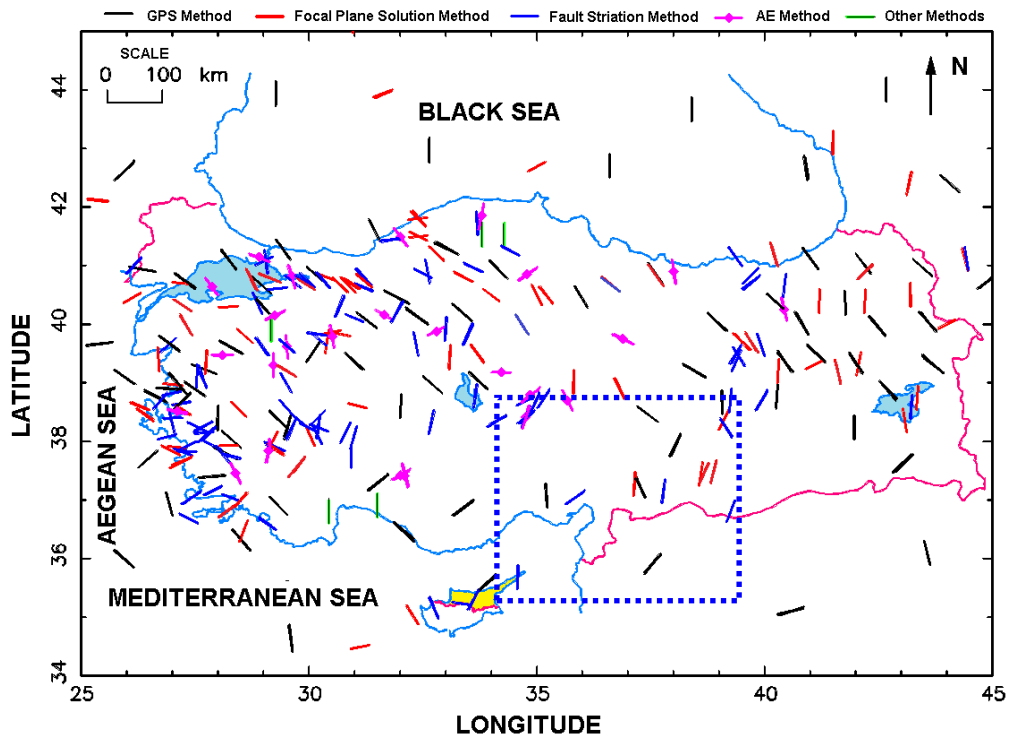 GPS Method Focal Plane Solution Method Fault Striation Method AE Method Other Methods
SCALE
0 100 km
N
BLACK SEA
AEGEAN SEA
MEDITERRANEAN SEA
LATITUDE
44
42
40
38
36
34
25 30 35 40 45
LONGITUDE